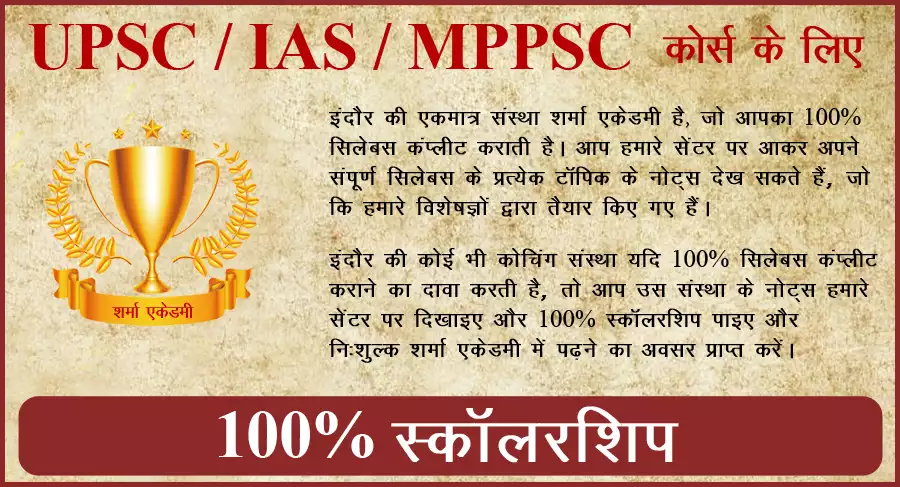 UPSC / IAS / MPPSC कोर्स के लिए
इंदौर की एकमात्र संस्था शर्मा एकेडमी है, जो आपका 100%
सिलेबस कंप्लीट कराती है। आप हमारे सेंटर पर आकर अपने
संपूर्ण सिलेबस के प्रत्येक टॉपिक के नोट्स देख सकते हैं, जो
कि हमारे विशेषज्ञों द्वारा तैयार किए गए हैं।
इंदौर की कोई भी कोचिंग संस्था यदि 100% सिलेबस कंप्लीट
कराने का दावा करती है, तो आप उस संस्था के नोट्स हमारे
सेंटर पर दिखाइए और 100% स्कॉलरशिप पाइए और
निःशुल्क शर्मा एकेडमी में पढ़ने का अवसर प्राप्त करें।
शर्मा एकेडमी
100% स्कॉलरशिप